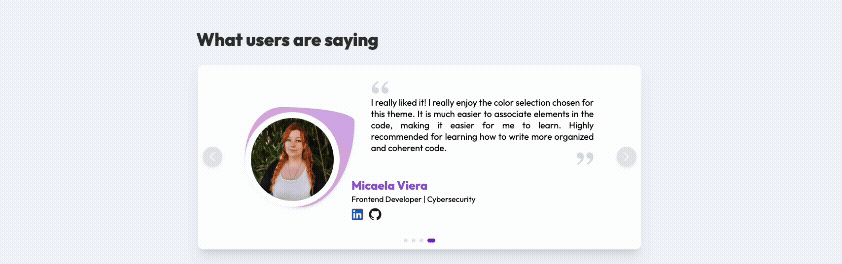 What users are saying
“
I really liked it! I really enjoy the color selection chosen for
this theme. It is much easier to associate elements in the
code, making it easier for me to learn. Highly
recommended for learning how to write more organized
and coherent code.
”
Micaela Viera
Frontend Developer | Cybersecurity
in